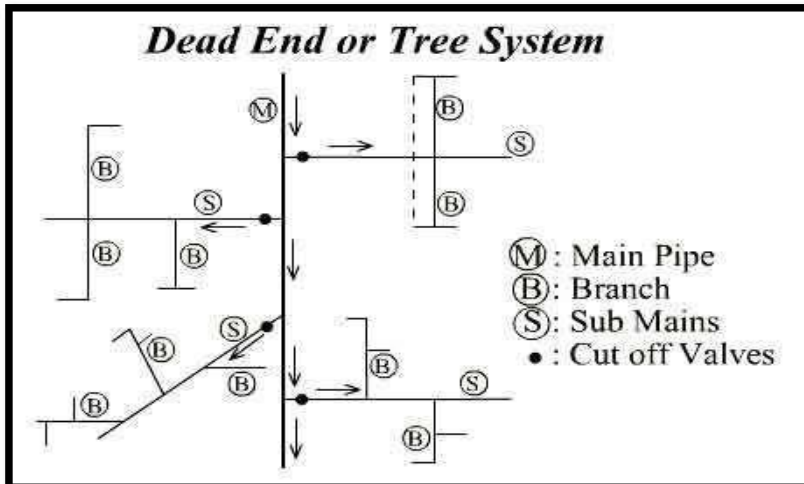 Dead End or Tree System
M
B
S
B
S
B
B
B
S
B
B
B
B
S
B
M : Main Pipe
B : Branch
S : Sub Mains
• : Cut off Valves